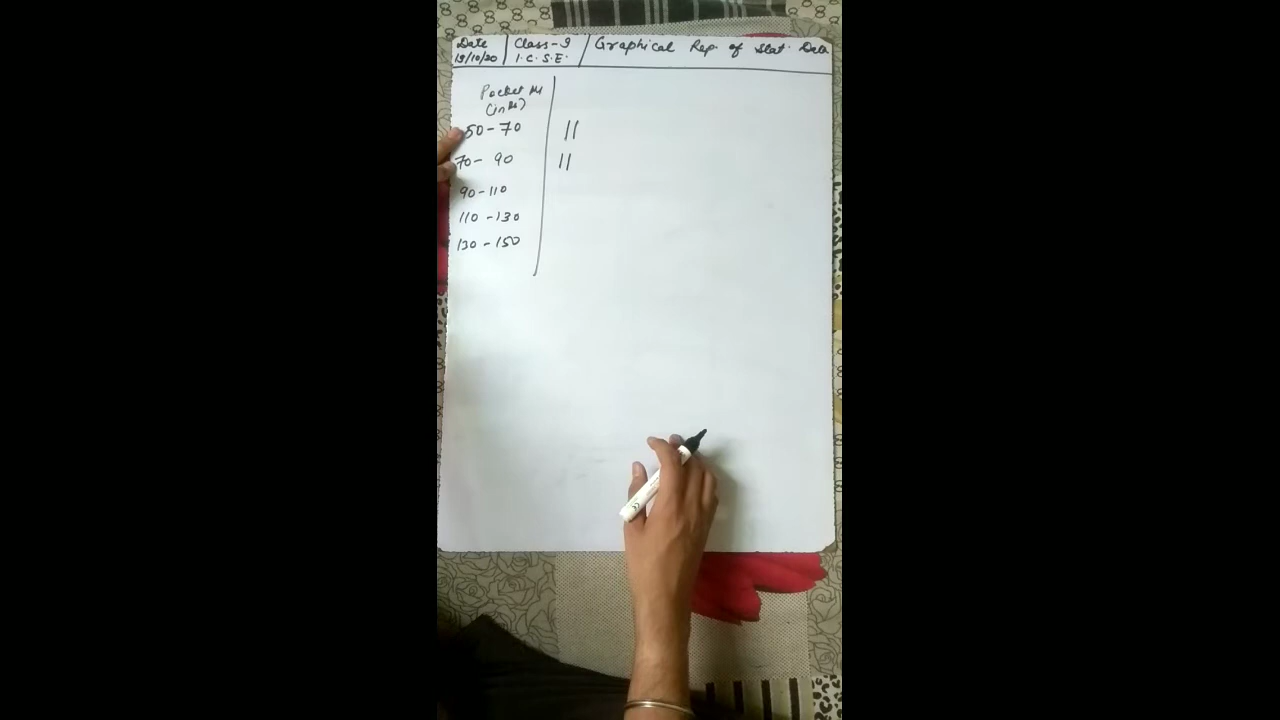 Date | Class-9 / Graphical Rep. of Stat. Data
19/10/20 | I.C.S.E.
Pocket M
(in Rs)
50-70 ||
70-90 ||
90-110
110-130
130-150